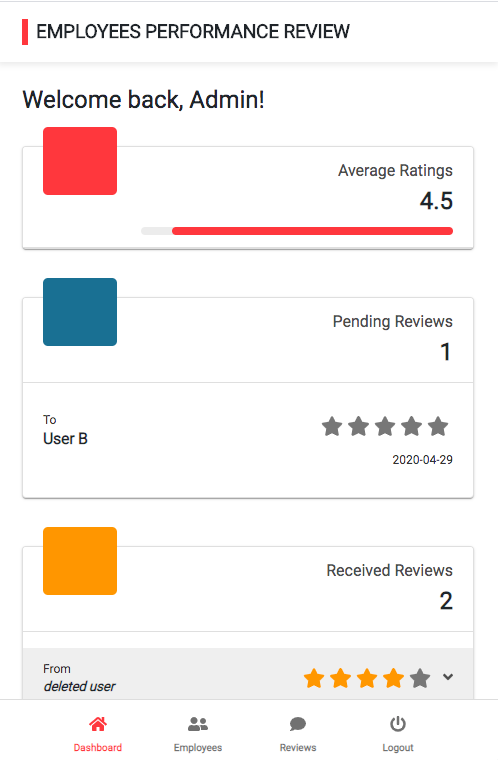 EMPLOYEES PERFORMANCE REVIEW
Welcome back, Admin!
Average Ratings
4.5
Pending Reviews
1
To
User B
2020-04-29
Received Reviews
2
From
deleted user
Dashboard
Employees
Reviews
Logout